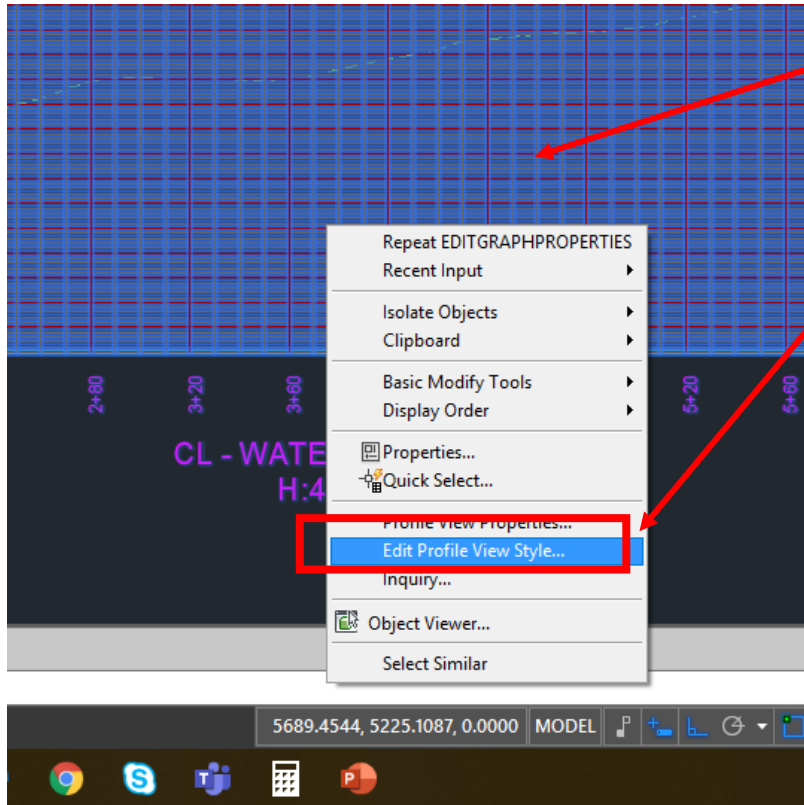 Repeat EDITGRAPHPROPERTIES
Recent Input
Isolate Objects
Clipboard
Basic Modify Tools
Display Order
Properties...
Quick Select...
Profile View Properties...
Edit Profile View Style...
Inquiry...
Object Viewer...
Select Similar
2+80
3+20
3+60
5+20
5+60
CL - WATE
H:4
5689.4544, 5225.1087, 0.0000 MODEL